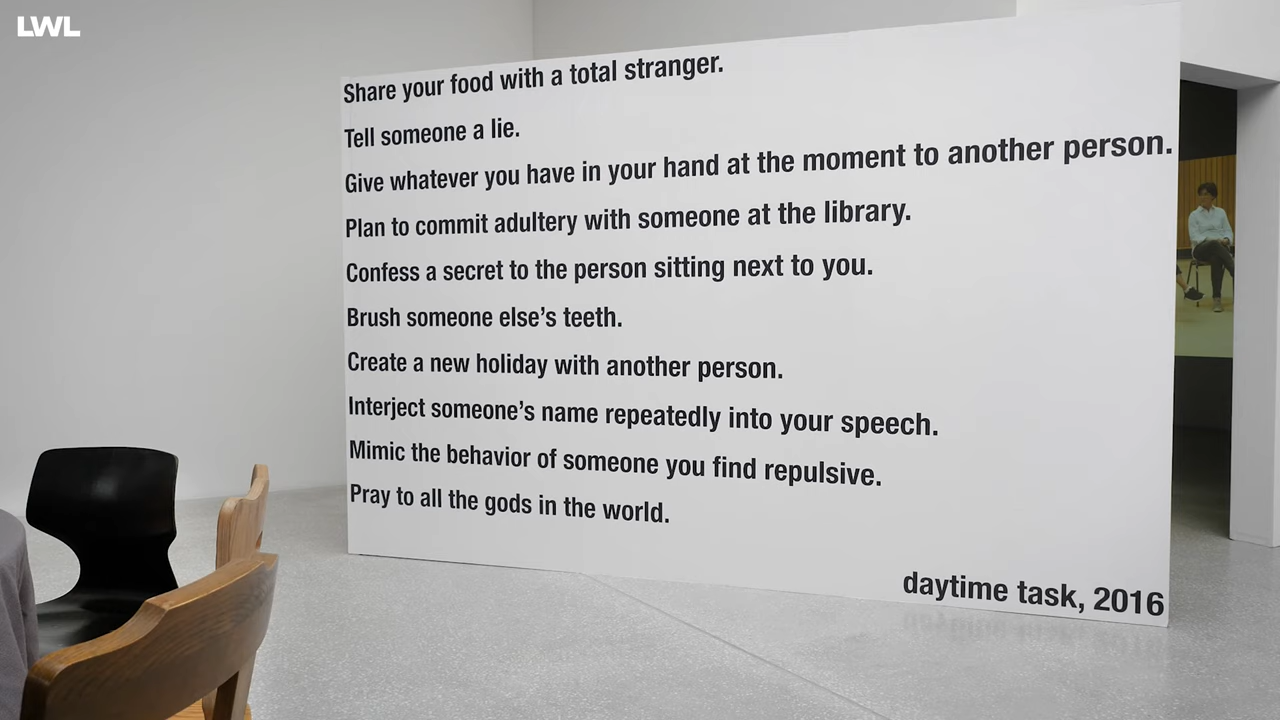 LWL
Share your food with a total stranger.
Tell someone a lie.
Give whatever you have in your hand at the moment to another person.
Plan to commit adultery with someone at the library.
Confess a secret to the person sitting next to you.
Brush someone else’s teeth.
Create a new holiday with another person.
Interject someone’s name repeatedly into your speech.
Mimic the behavior of someone you find repulsive.
Pray to all the gods in the world.
daytime task, 2016